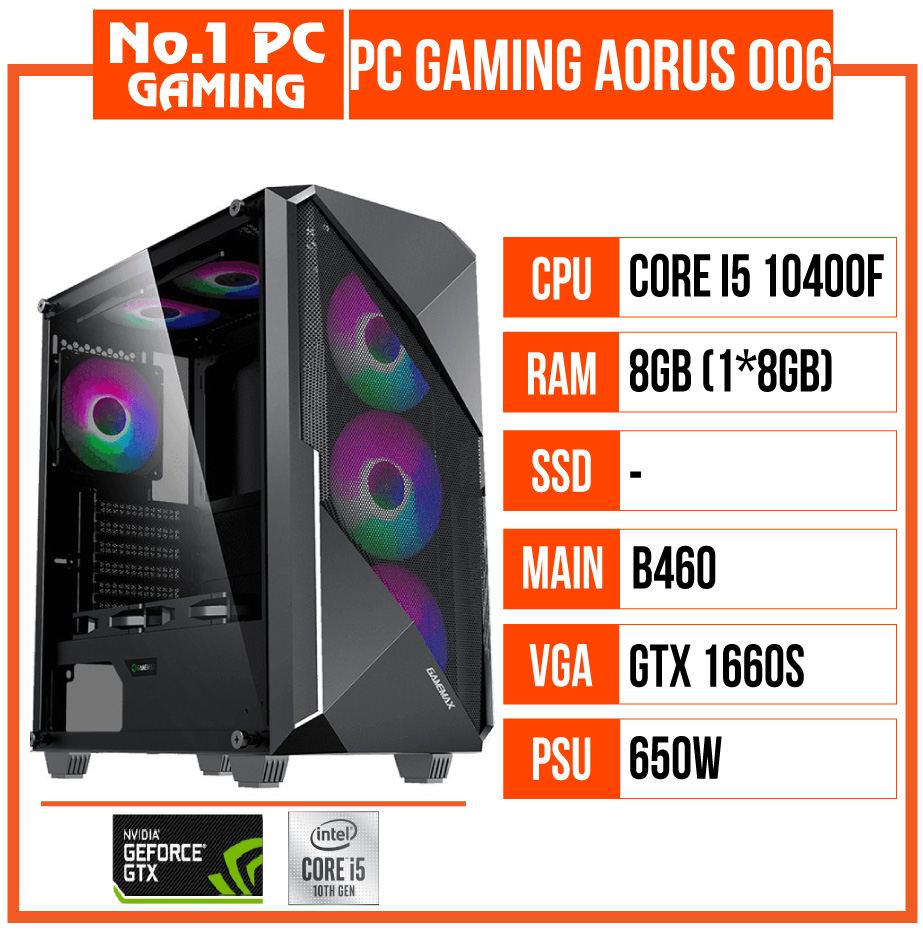 No.1 PC
GAMING
PC GAMING AORUS 006
CPU
CORE I5 10400F
RAM
8GB (1*8GB)
SSD
-
MAIN
B460
VGA
GTX 1660S
PSU
650W
GAMEMAX
NVIDIA
GEFORCE®
GTX
intel
CORE i5
10TH GEN